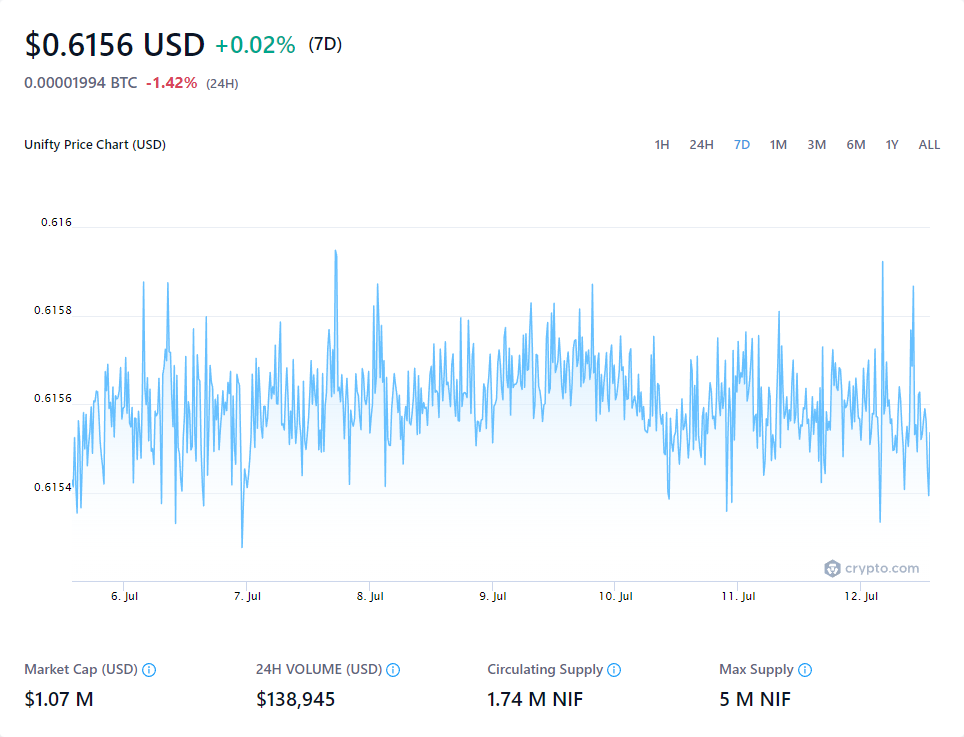 $0.6156 USD +0.02% (7D)
0.00001994 BTC -1.42% (24H)
Unifty Price Chart (USD) 1H 24H 7D 1M 3M 6M 1Y ALL
0.616
0.6158
0.6156
0.6154
crypto.com
6. Jul 7. Jul 8. Jul 9. Jul 10. Jul 11. Jul 12. Jul
Market Cap (USD) 24H VOLUME (USD) Circulating Supply Max Supply
$1.07 M $138,945 1.74 M NIF 5 M NIF